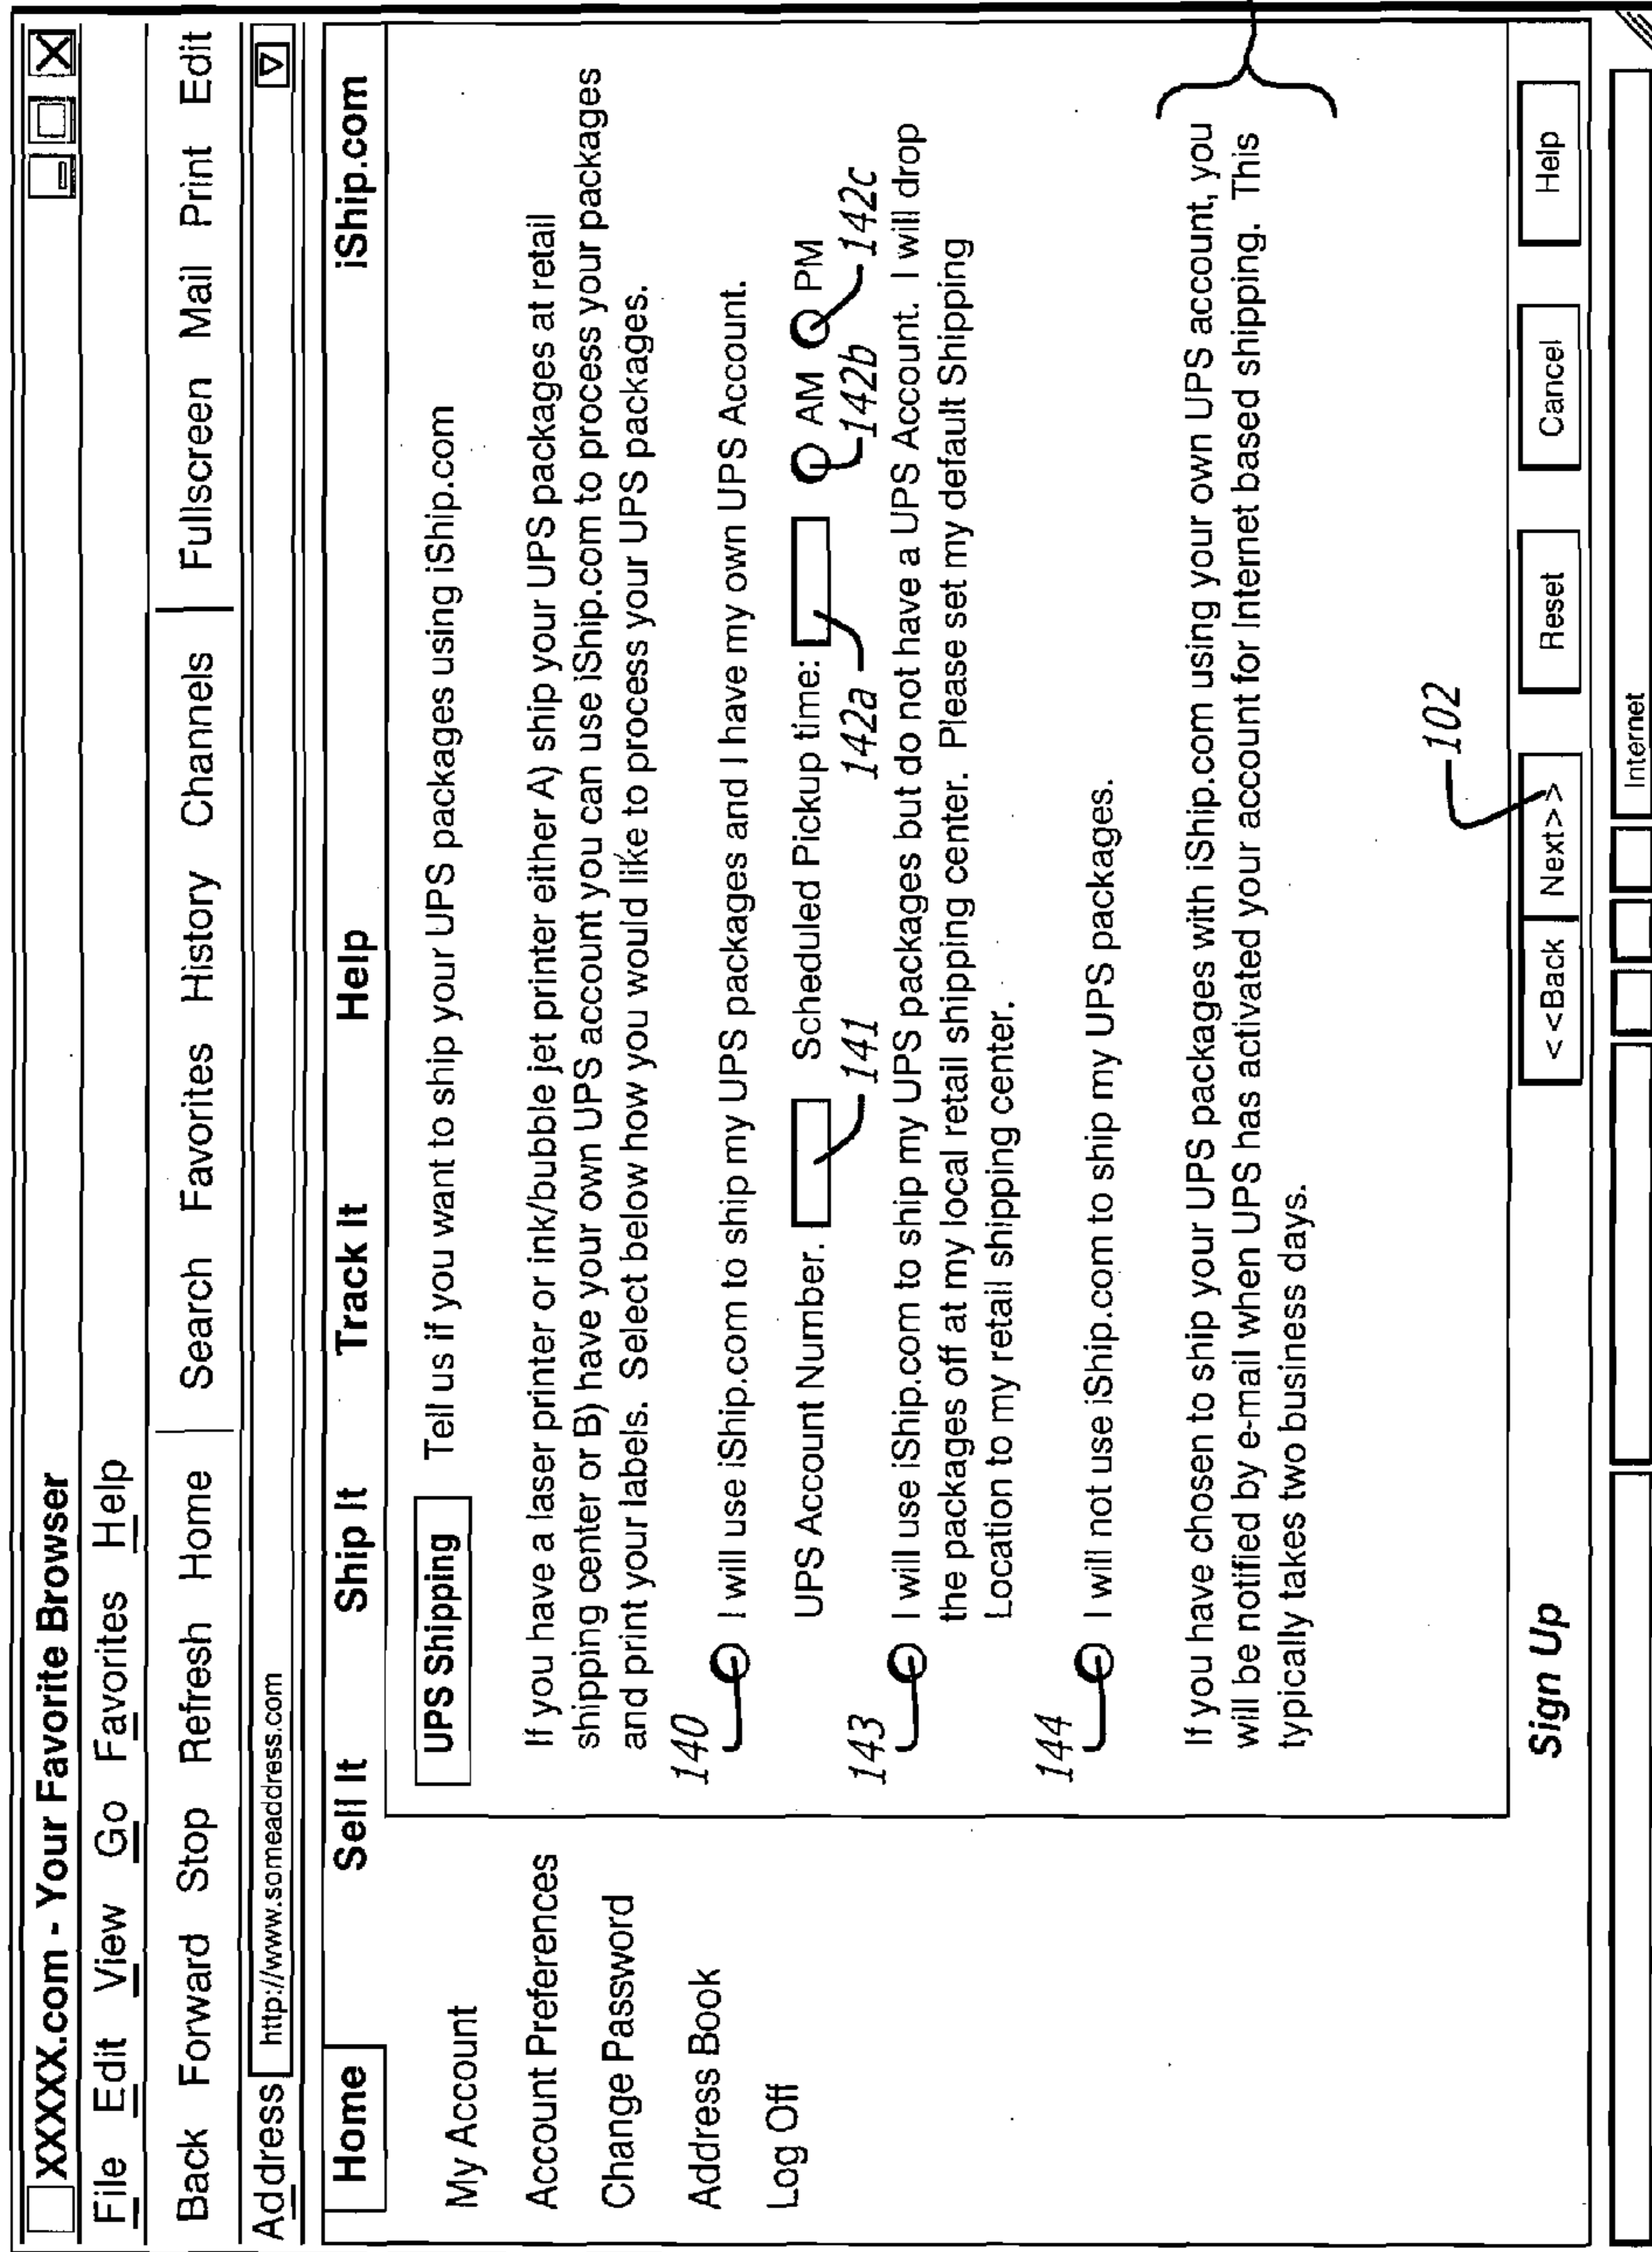 XXXXX.com - Your Favorite Browser
File Edit View Go Favorites Help
Back Forward Stop Refresh Home Search Favorites History Channels Fullscreen Mail Print Edit
Address http://www.someaddress.com
Home Sell It Ship It Track It Help iShip.com
My Account
Account Preferences
Change Password
Address Book
Log Off
UPS Shipping Tell us if you want to ship your UPS packages using iShip.com
If you have a laser printer or ink/bubble jet printer either A) ship your UPS packages at retail
shipping center or B) have your own UPS account you can use iShip.com to process your packages
and print your labels. Select below how you would like to process your UPS packages.
140
I will use iShip.com to ship my UPS packages and I have my own UPS Account.
UPS Account Number. Scheduled Pickup time: AM PM
141 142a 142b 142c
143
I will use iShip.com to ship my UPS packages but do not have a UPS Account. I will drop
the packages off at my local retail shipping center. Please set my default Shipping
Location to my retail shipping center.
144
I will not use iShip.com to ship my UPS packages.
If you have chosen to ship your UPS packages with iShip.com using your own UPS account, you
will be notified by e-mail when UPS has activated your account for Internet based shipping. This
typically takes two business days.
102
Sign Up <<Back Next>> Reset Cancel Help
Internet